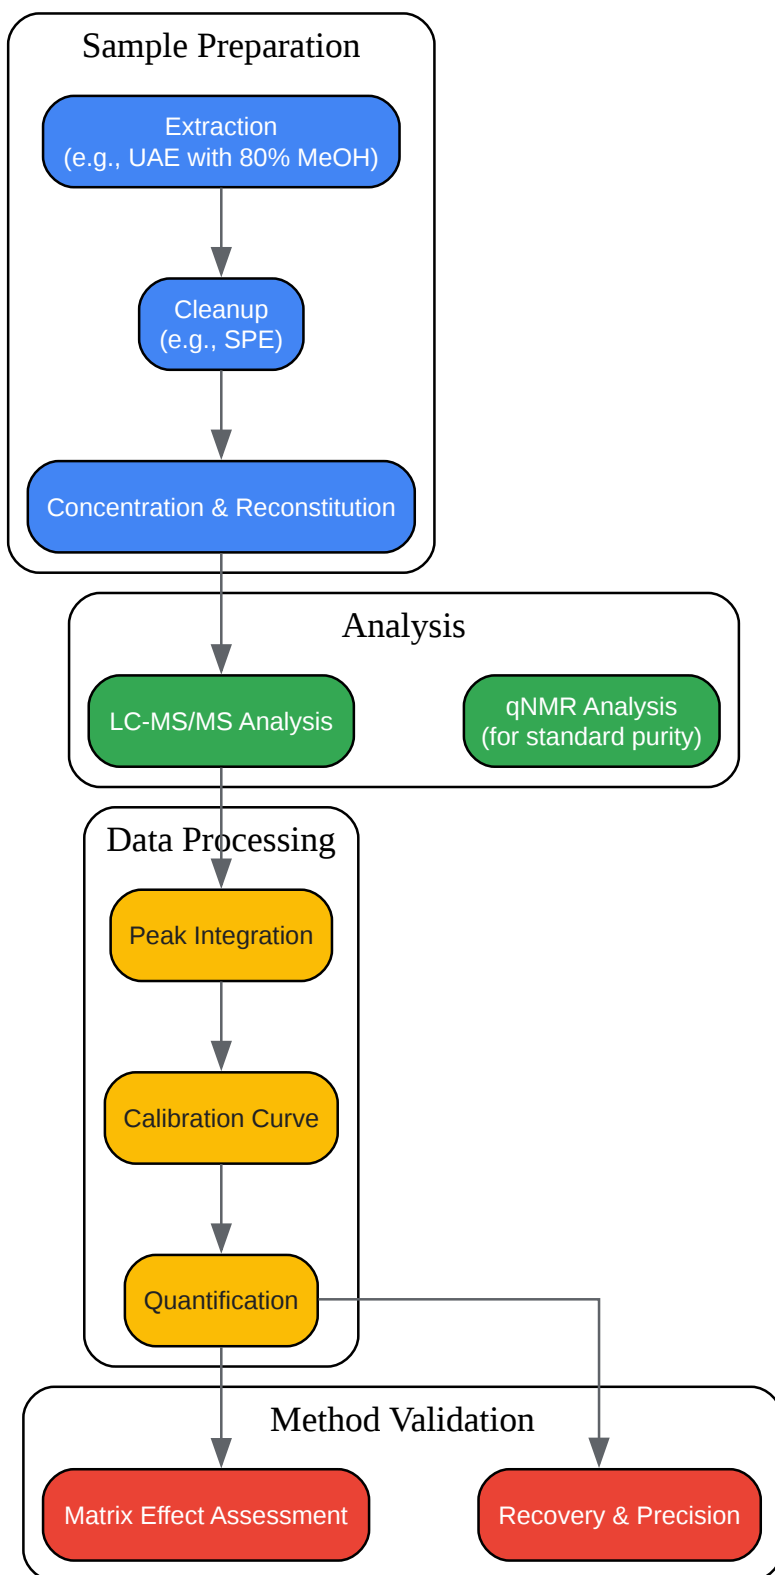 Sample Preparation
Extraction
(e.g., UAE with 80% MeOH)
Cleanup
(e.g., SPE)
Concentration & Reconstitution
Analysis
LC-MS/MS Analysis
qNMR Analysis
(for standard purity)
Data Processing
Peak Integration
Calibration Curve
Quantification
Method Validation
Matrix Effect Assessment
Recovery & Precision